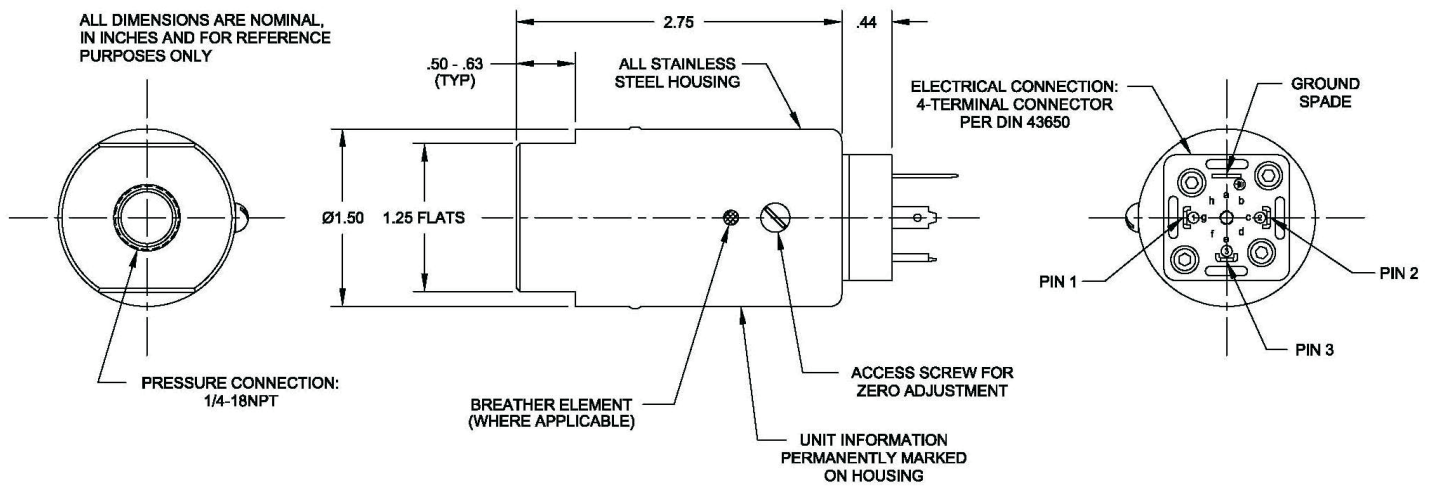 ALL DIMENSIONS ARE NOMINAL,
IN INCHES AND FOR REFERENCE
PURPOSES ONLY
2.75
.44
.50 - .63
(TYP)
ALL STAINLESS
STEEL HOUSING
ELECTRICAL CONNECTION:
4-TERMINAL CONNECTOR
PER DIN 43650
GROUND
SPADE
Ø1.50
1.25 FLATS
a
h
b
1
g
c
2
f
d
e
3
PIN 1
PIN 2
PIN 3
PRESSURE CONNECTION:
1/4-18NPT
BREATHER ELEMENT
(WHERE APPLICABLE)
ACCESS SCREW FOR
ZERO ADJUSTMENT
UNIT INFORMATION
PERMANENTLY MARKED
ON HOUSING